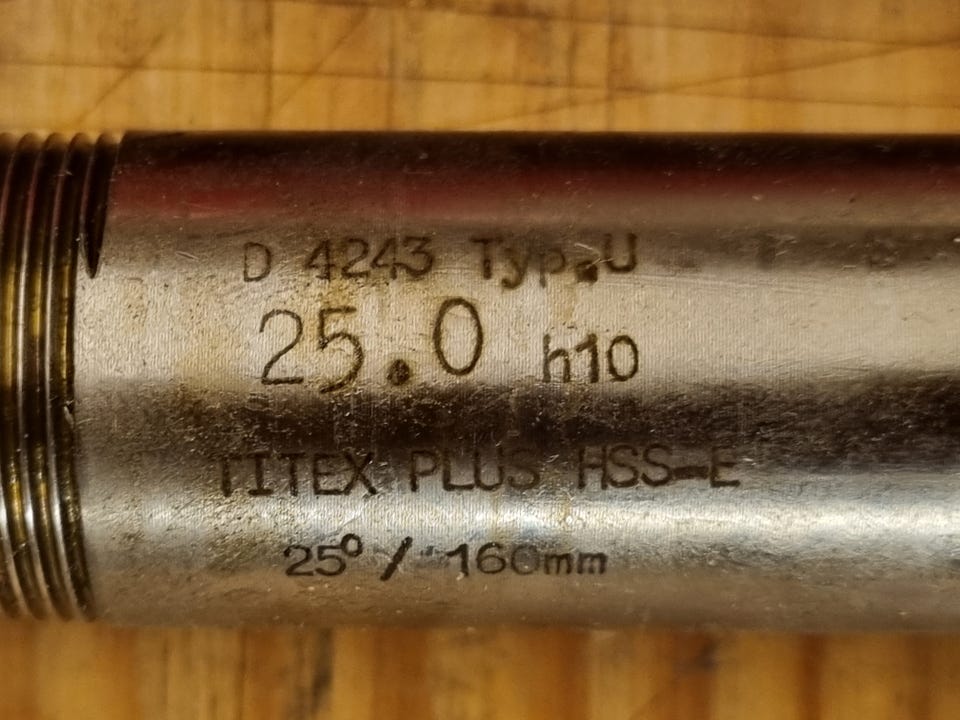 D 4243 Typ.U
25.0 h10
TITEX PLUS HSS-E
25° / 160mm